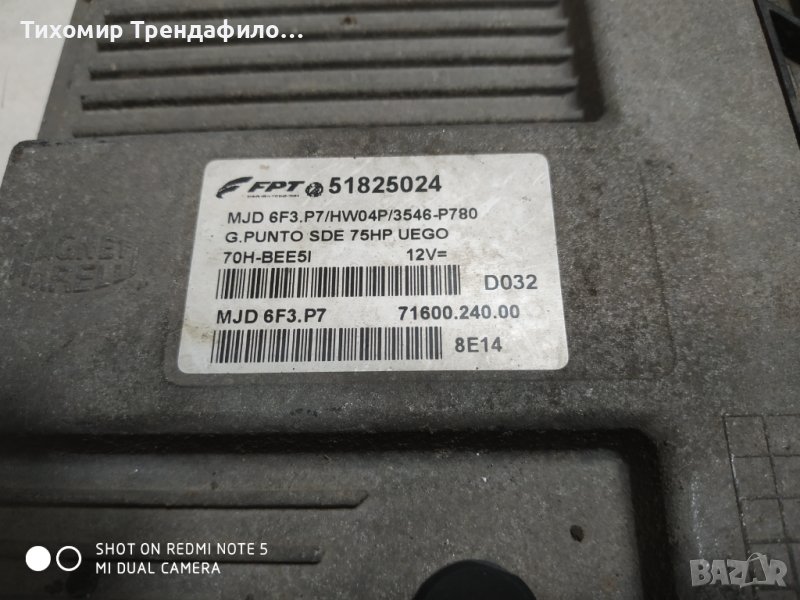 Тихомир Трендафило...
FPT 51825024
MJD 6F3.P7/HW04P/3546-P780
G.PUNTO SDE 75HP UEGO
70H-BEE5I 12V=
D032
MJD 6F3.P7 71600.240.00
8E14
SHOT ON REDMI NOTE 5
MI DUAL CAMERA
BAZAR